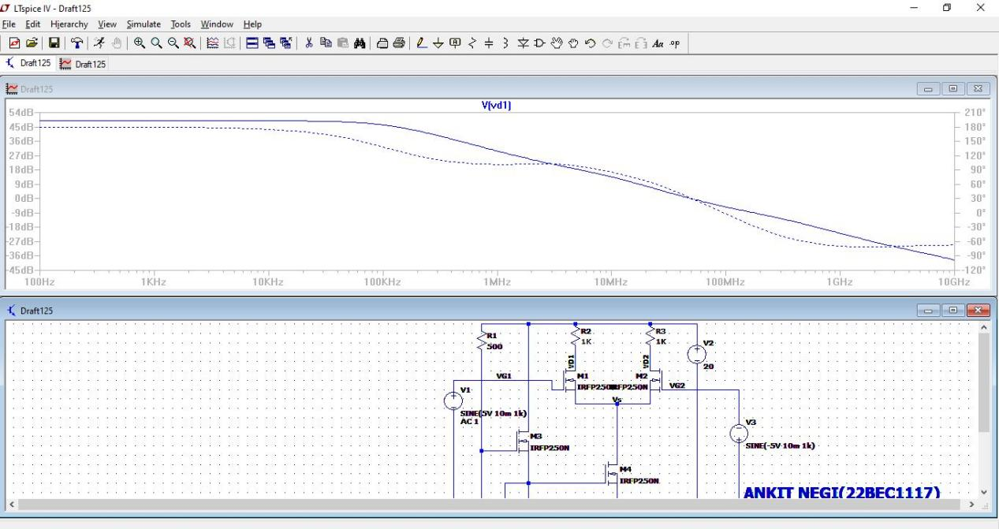 LTspice IV - Draft125
File Edit Hierarchy View Simulate Tools Window Help
Aa .op
Draft125 Draft125
Draft125
V(vd1)
54dB 210°
45dB 180°
36dB 150°
27dB 120°
18dB 90°
9dB 60°
0dB 30°
-9dB 0°
-18dB -30°
-27dB -60°
-36dB -90°
-45dB -120°
100Hz 1KHz 10KHz 100KHz 1MHz 10MHz 100MHz 1GHz 10GHz
Draft125
R1
500
R2
1K
R3
1K
V2
20
VD1
VD2
VG1
M1
IRFP250N
M2
IRFP250N
VG2
Vs
V1
SINE(5V 10m 1k)
AC 1
V3
SINE(-5V 10m 1k)
M3
IRFP250N
M4
IRFP250N
ANKIT NEGI(22BEC1117)